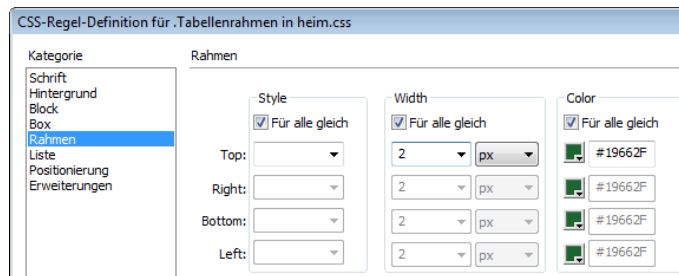 CSS-Regel-Definition für .Tabellenrahmen in heim.css
Kategorie
Schrift
Hintergrund
Block
Box
Rahmen
Liste
Positionierung
Erweiterungen
Rahmen
Style Width Color
Für alle gleich Für alle gleich Für alle gleich
Top: 2 px #19662F
Right: 2 px #19662F
Bottom: 2 px #19662F
Left: 2 px #19662F